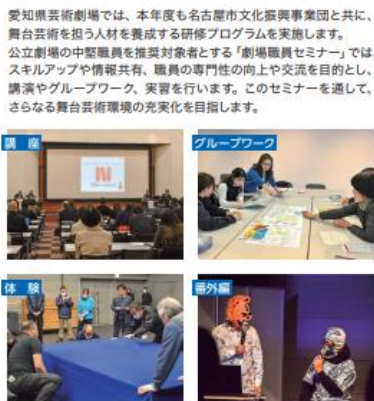 愛知県芸術劇場では、本年度も名古屋市文化振興事業団と共に、
舞台芸術を担う人材を養成する研修プログラムを実施します。
公立劇場の中堅職員を推奨対象者とする「劇場職員セミナー」では
スキルアップや情報共有、職員の専門性の向上や交流を目的とし、
講演やグループワーク、実習を行います。このセミナーを通して、
さらなる舞台芸術環境の充実化を目指します。
講 座
グループワーク
体 験
番外編